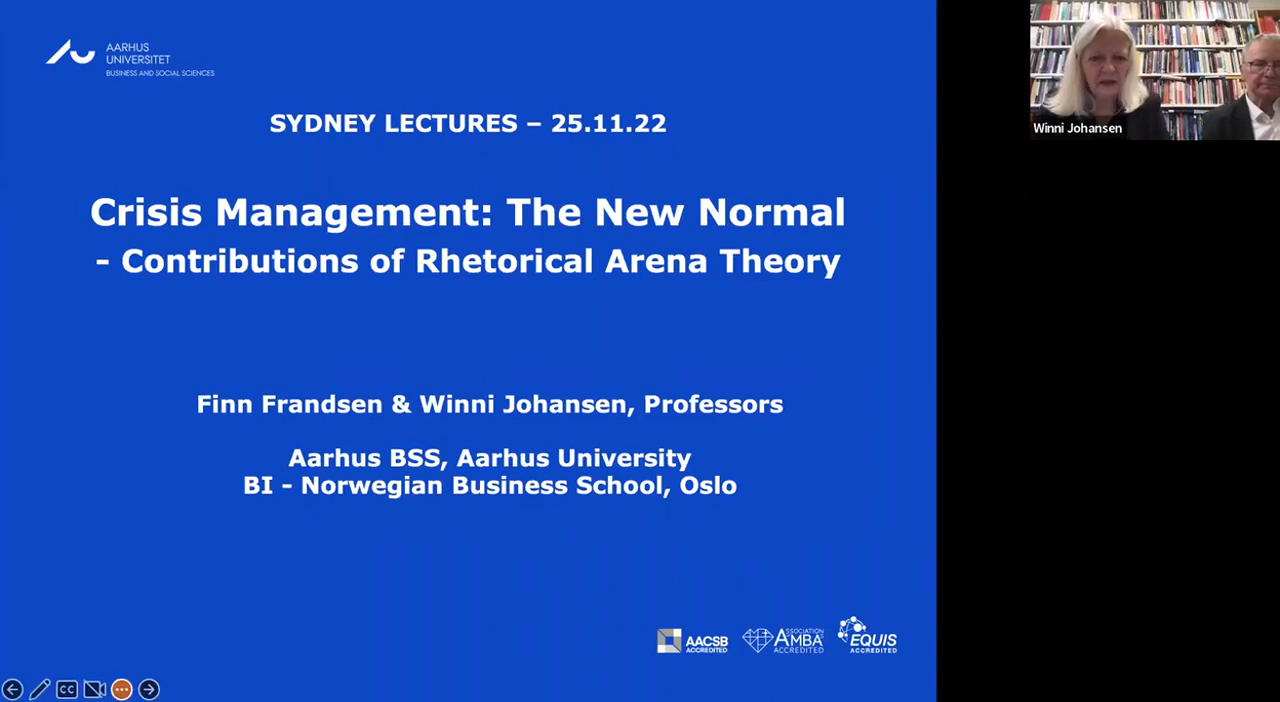 AARHUS
UNIVERSITET
BUSINESS AND SOCIAL SCIENCES
SYDNEY LECTURES – 25.11.22
Crisis Management: The New Normal
- Contributions of Rhetorical Arena Theory
Finn Frandsen & Winni Johansen, Professors
Aarhus BSS, Aarhus University
BI - Norwegian Business School, Oslo
AACSB
ACCREDITED
ASSOCIATION
AMBA
ACCREDITED
EQUIS
ACCREDITED
CC
Winni Johansen